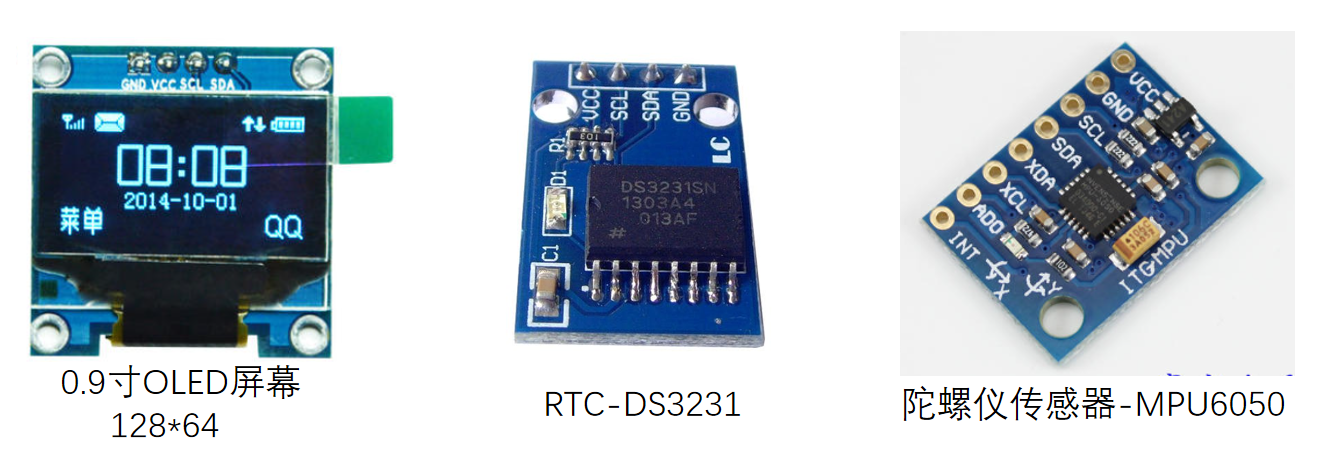 GND VCC SCL SDA
08:08
2014-10-01
菜单
QQ
0.9寸OLED屏幕
128*64
VCC
SCL
SDA
GND
R1
103
LC
D1
DS3231SN
1303A4
013AF
#
C1
RTC-DS3231
VCC
GND
SCL
SDA
XDA
XCL
ADO
INT
X
Y
ITG/MPU
陀螺仪传感器-MPU6050